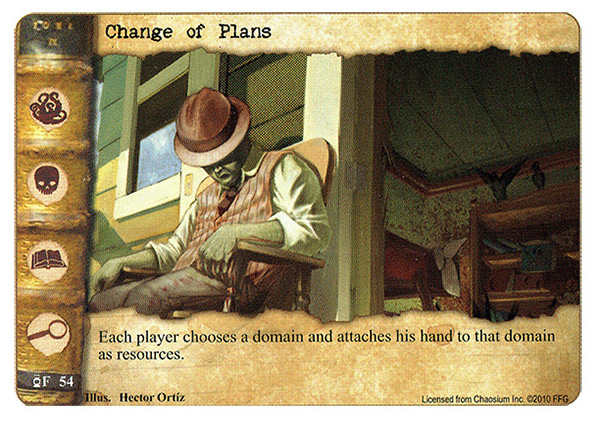 Change of Plans
Each player chooses a domain and attaches his hand to that domain
as resources.
F 54
Illus. Hector Ortíz
Licensed from Chaosium Inc. ©2010 FFG